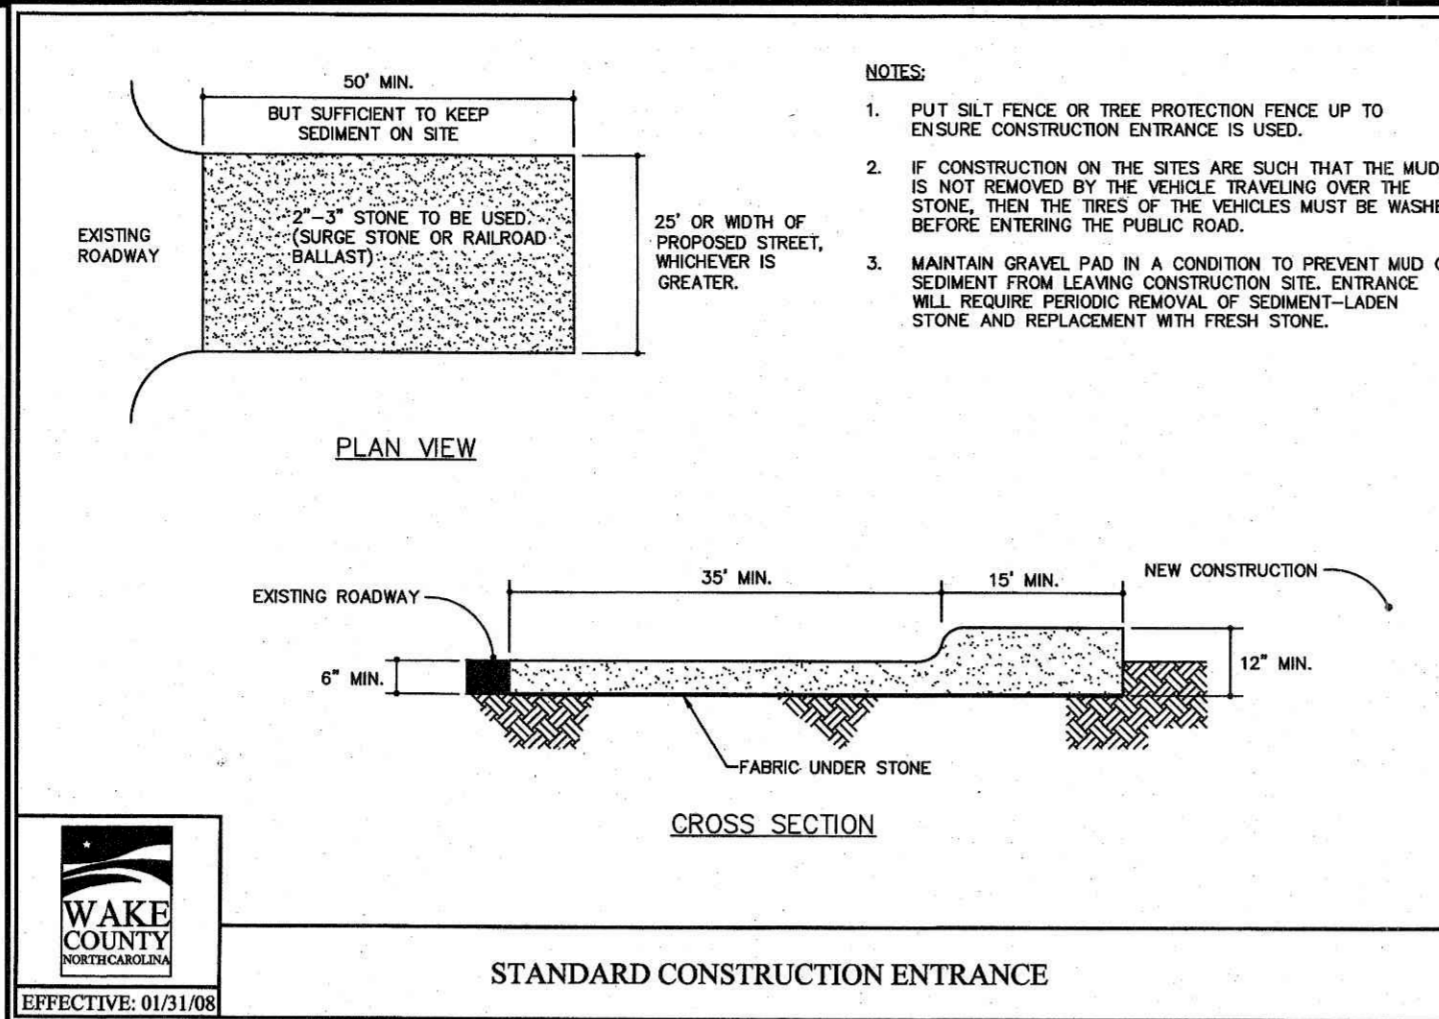 50' MIN.
BUT SUFFICIENT TO KEEP
SEDIMENT ON SITE
EXISTING
ROADWAY
2"-3" STONE TO BE USED.
(SURGE STONE OR RAILROAD
BALLAST)
25' OR WIDTH OF
PROPOSED STREET,
WHICHEVER IS
GREATER.
PLAN VIEW
NOTES:
1. PUT SILT FENCE OR TREE PROTECTION FENCE UP TO
ENSURE CONSTRUCTION ENTRANCE IS USED.
2. IF CONSTRUCTION ON THE SITES ARE SUCH THAT THE MUD
IS NOT REMOVED BY THE VEHICLE TRAVELING OVER THE
STONE, THEN THE TIRES OF THE VEHICLES MUST BE WASHE
BEFORE ENTERING THE PUBLIC ROAD.
3. MAINTAIN GRAVEL PAD IN A CONDITION TO PREVENT MUD
SEDIMENT FROM LEAVING CONSTRUCTION SITE. ENTRANCE
WILL REQUIRE PERIODIC REMOVAL OF SEDIMENT-LADEN
STONE AND REPLACEMENT WITH FRESH STONE.
35' MIN.
15' MIN.
NEW CONSTRUCTION
EXISTING ROADWAY
6" MIN.
12" MIN.
FABRIC UNDER STONE
CROSS SECTION
WAKE
COUNTY
NORTH CAROLINA
EFFECTIVE: 01/31/08
STANDARD CONSTRUCTION ENTRANCE